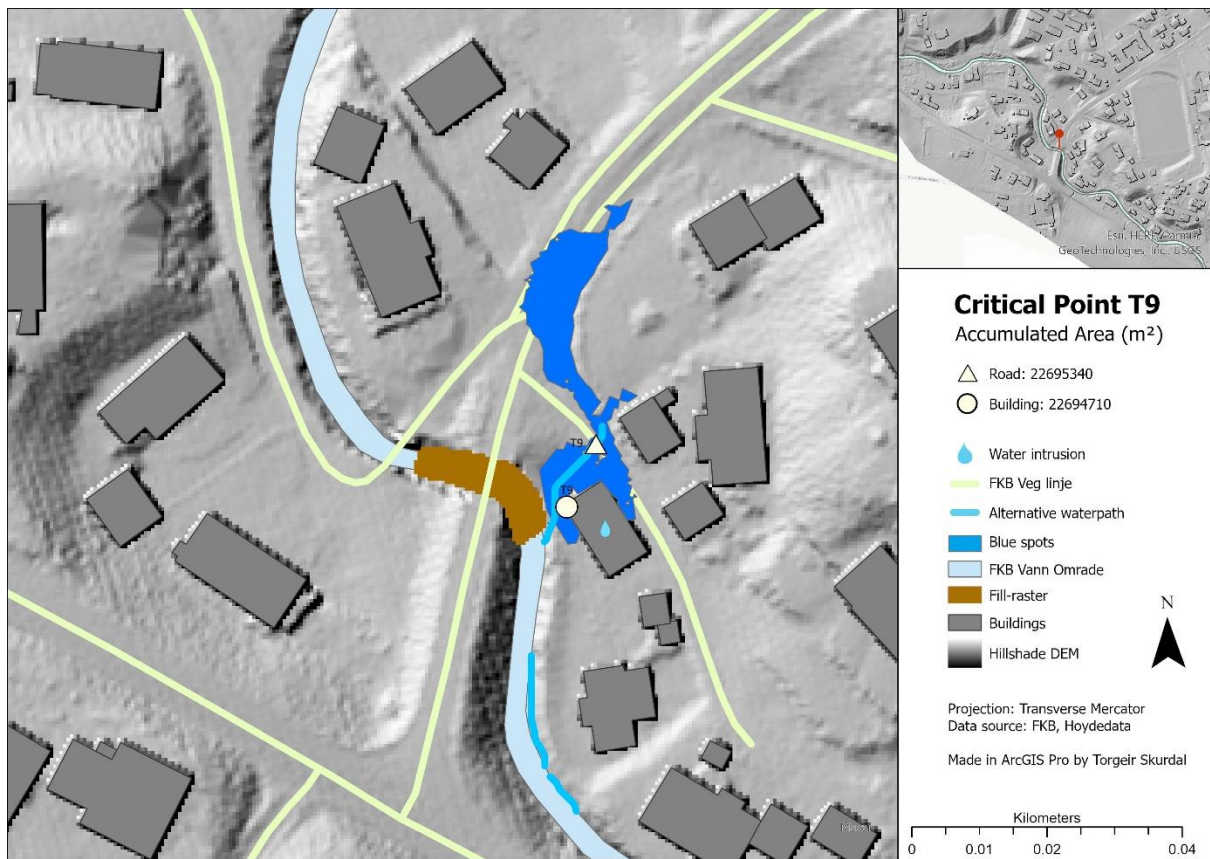 T9
T9
Esri, HERE, Garmin,
GeoTechnologies, Inc., USGS
Critical Point T9
Accumulated Area (m²)
Road: 22695340
Building: 22694710
Water intrusion
FKB Veg linje
Alternative waterpath
Blue spots
FKB Vann Omrade
Fill-raster
Buildings
Hillshade DEM
N
Projection: Transverse Mercator
Data source: FKB, Hoydedata
Made in ArcGIS Pro by Torgeir Skurdal
Kilometers
0 0.01 0.02 0.04